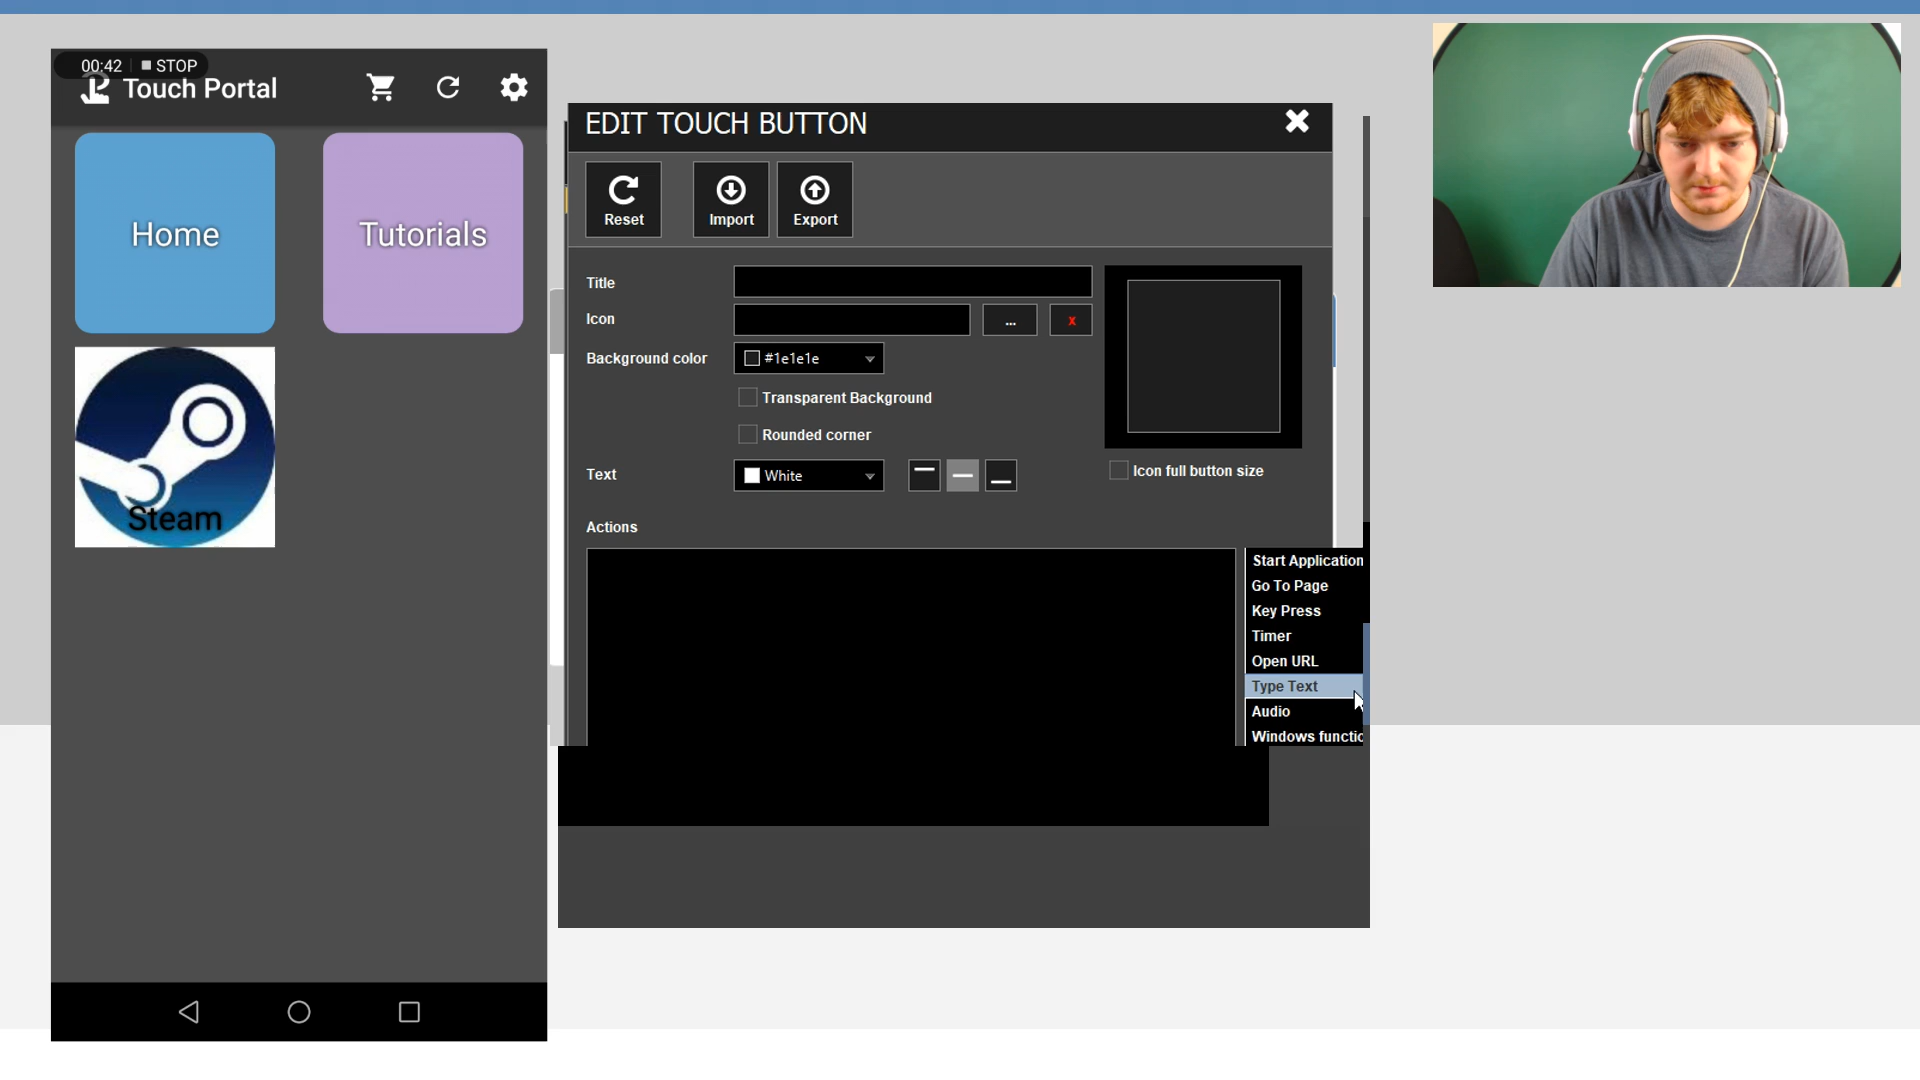 00:42 STOP
Touch Portal
Home
Tutorials
Steam
EDIT TOUCH BUTTON
Reset
Import
Export
Title
Icon
...
x
Background color
#1e1e1e
Transparent Background
Rounded corner
Text
White
Icon full button size
Actions
Start Application
Go To Page
Key Press
Timer
Open URL
Type Text
Audio
Windows functio